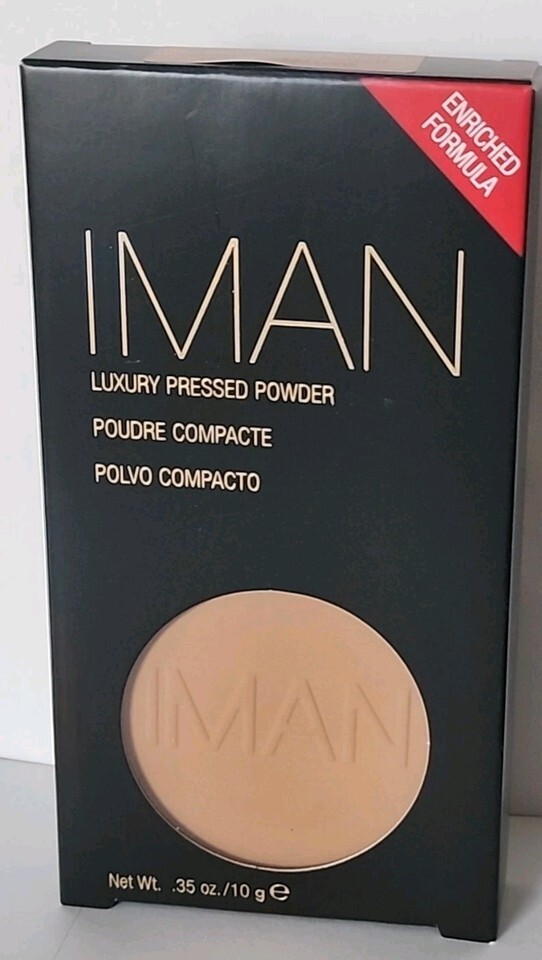 ENRICHED
FORMULA
IMAN
LUXURY PRESSED POWDER
POUDRE COMPACTE
POLVO COMPACTO
IMAN
Net Wt. .35 oz./10 g ℮